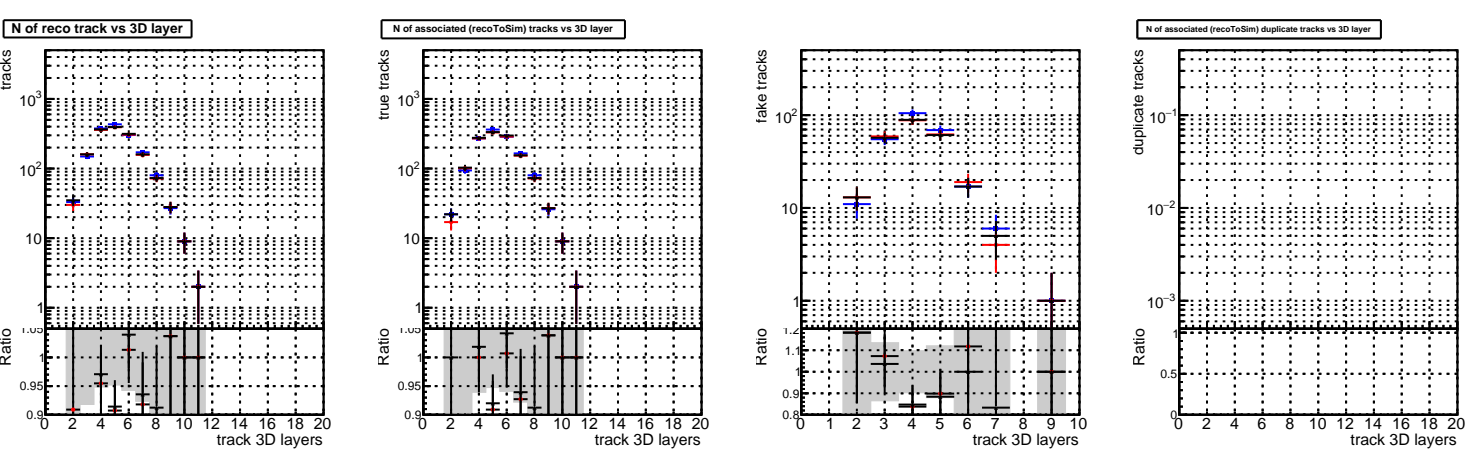 N of reco track vs 3D layer
tracks
10³
10²
10
1
Ratio
1.05
1
0.95
0.9
0 2 4 6 8 10 12 14 16 18 20
track 3D layers
N of associated (recoToSim) tracks vs 3D layer
true tracks
10³
10²
10
1
Ratio
1.05
1
0.95
0.9
0 2 4 6 8 10 12 14 16 18 20
track 3D layers
fake tracks
10²
10
1
Ratio
1.2
1.1
1
0.9
0.8
0 1 2 3 4 5 6 7 8 9 10
track 3D layers
N of associated (recoToSim) duplicate tracks vs 3D layer
duplicate tracks
10⁻¹
10⁻²
10⁻³
Ratio
1
0.5
0
0 2 4 6 8 10 12 14 16 18 20
track 3D layers